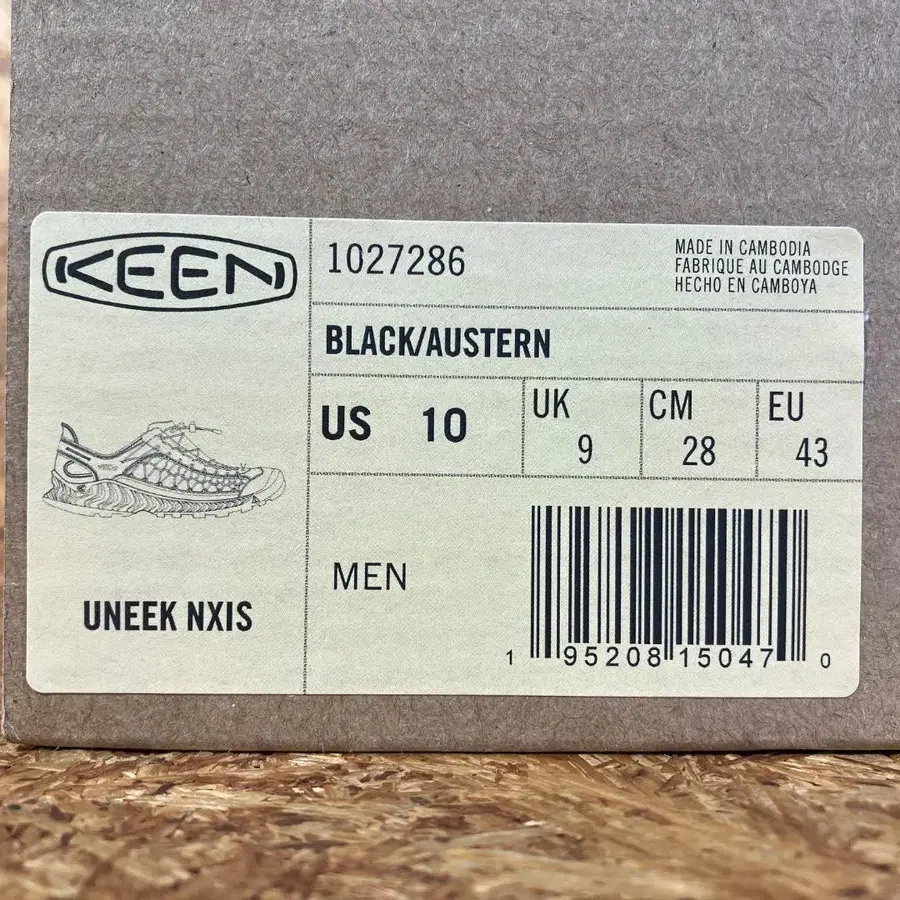 KEEN
1027286
MADE IN CAMBODIA
FABRIQUE AU CAMBODGE
HECHO EN CAMBOYA
BLACK/AUSTERN
US 10
UK 9
CM 28
EU 43
UNEEK NXIS
MEN
1 95208 15047 0